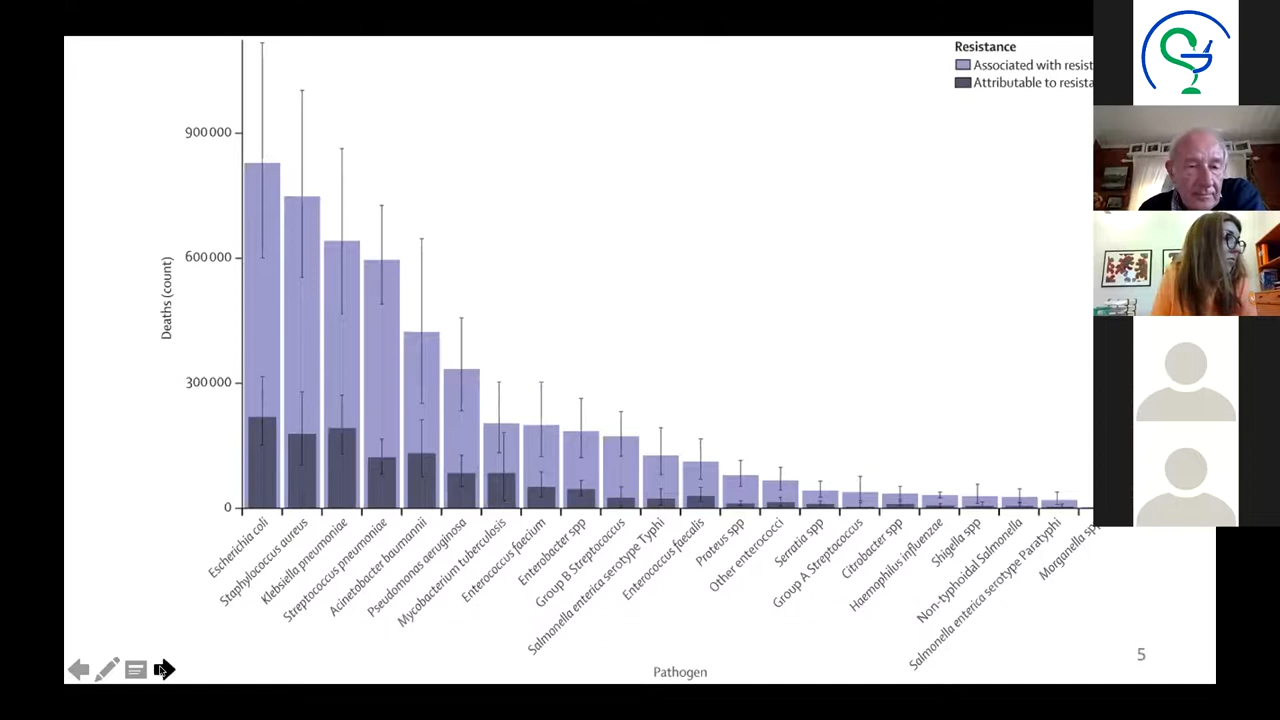 Resistance
Associated with resist
Attributable to resista
900 000
600 000
300 000
0
Deaths (count)
Escherichia coli
Staphylococcus aureus
Klebsiella pneumoniae
Streptococcus pneumoniae
Acinetobacter baumannii
Pseudomonas aeruginosa
Mycobacterium tuberculosis
Enterococcus faecium
Enterobacter spp
Group B Streptococcus
Salmonella enterica serotype Typhi
Enterococcus faecalis
Proteus spp
Other enterococci
Serratia spp
Group A Streptococcus
Citrobacter spp
Haemophilus influenzae
Shigella spp
Non-typhoidal Salmonella
Salmonella enterica serotype Paratyphi
Morganella spp
Pathogen
5